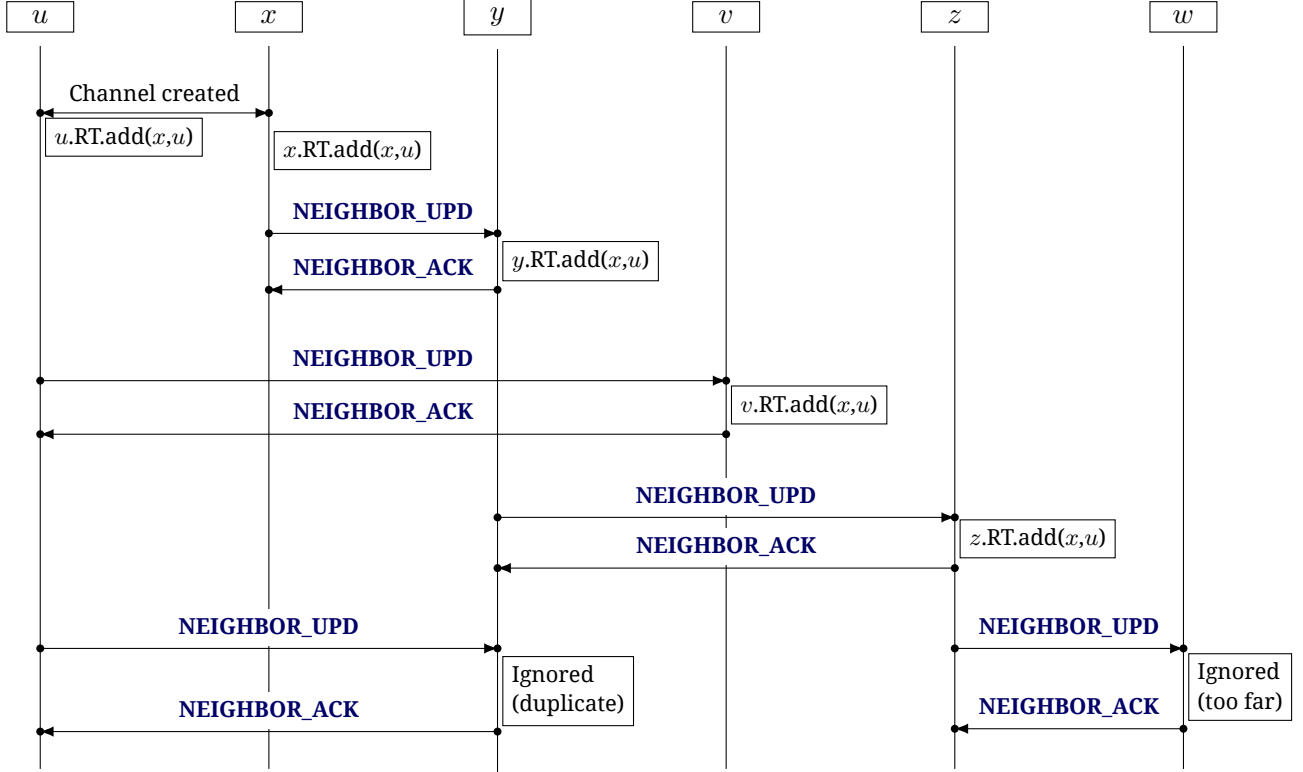 u x y v z w
Channel created
u.RT.add(x,u)
x.RT.add(x,u)
NEIGHBOR_UPD
y.RT.add(x,u)
NEIGHBOR_ACK
NEIGHBOR_UPD
v.RT.add(x,u)
NEIGHBOR_ACK
NEIGHBOR_UPD
z.RT.add(x,u)
NEIGHBOR_ACK
NEIGHBOR_UPD NEIGHBOR_UPD
Ignored
(duplicate)
Ignored
(too far)
NEIGHBOR_ACK NEIGHBOR_ACK